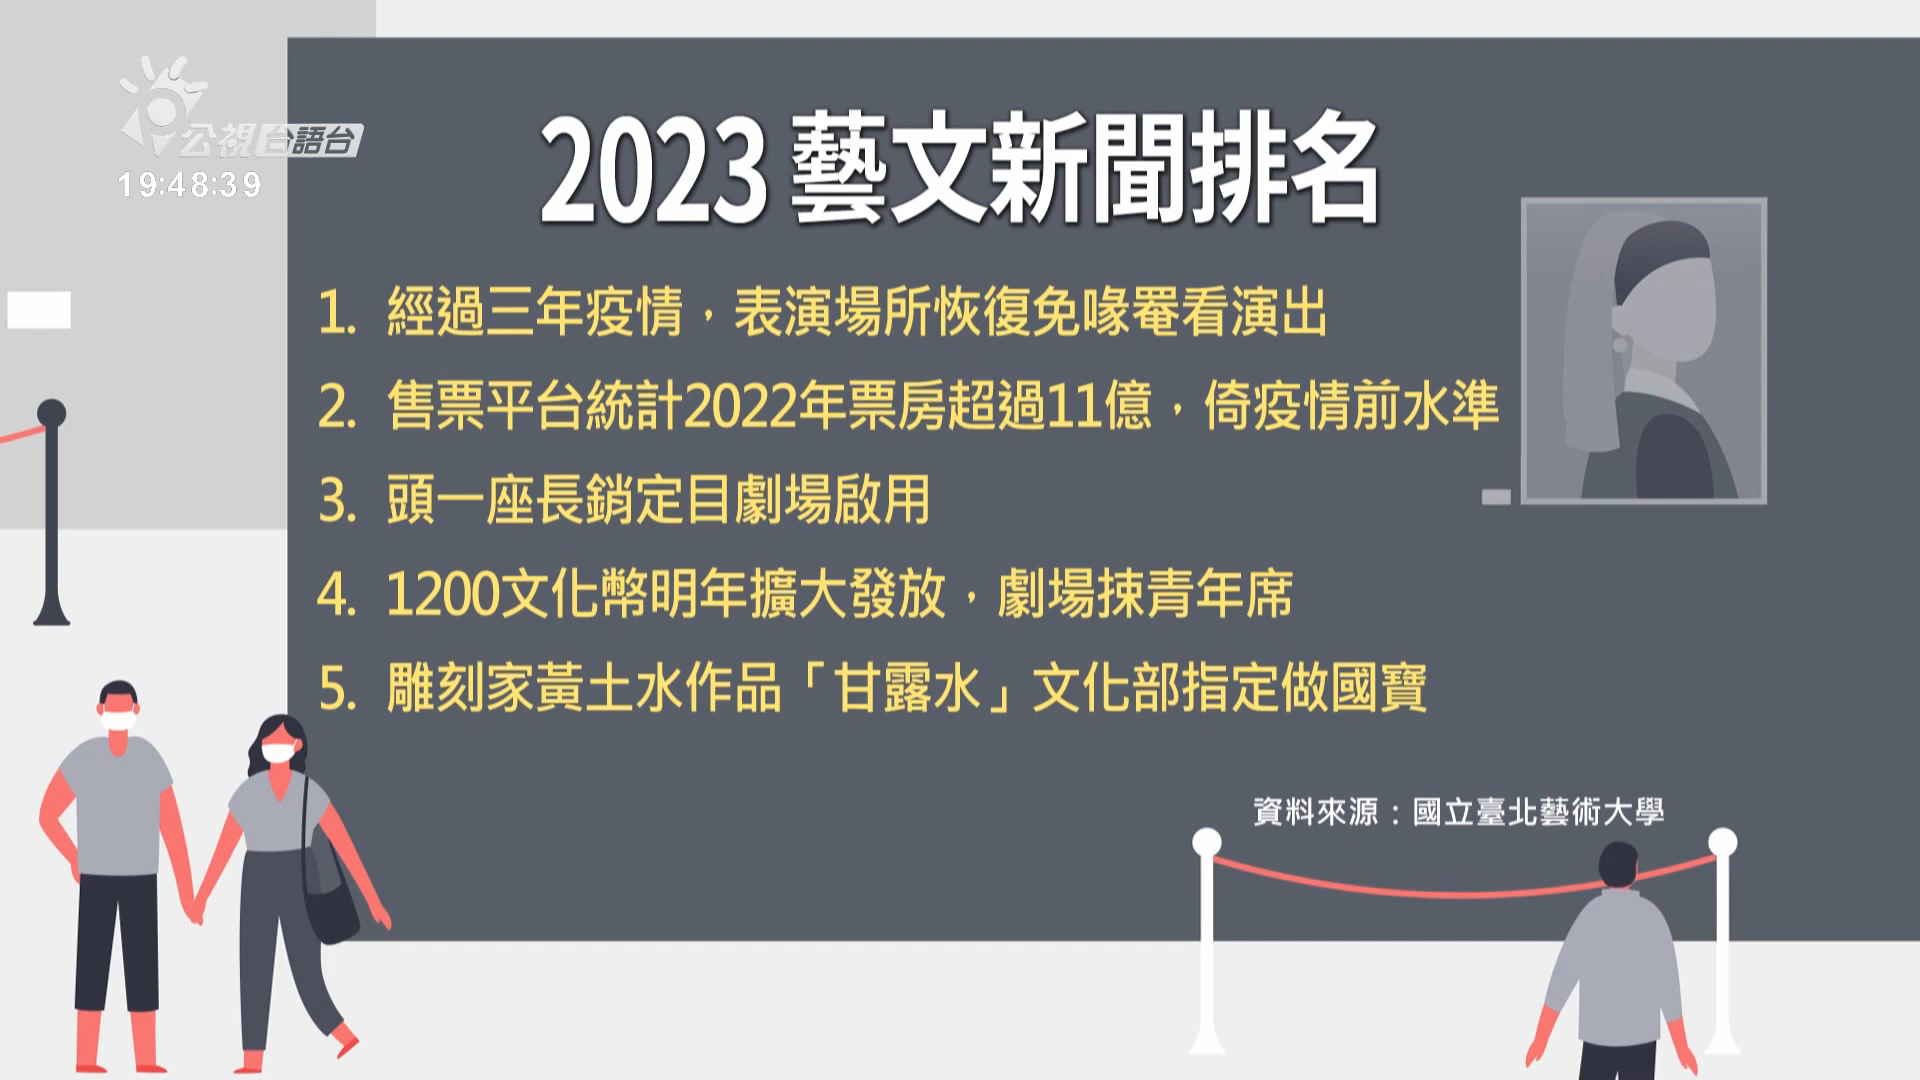 公視台語台
19:48:39
2023藝文新聞排名
1. 經過三年疫情，表演場所恢復免喙罨看演出
2. 售票平台統計2022年票房超過11億，倚疫情前水準
3. 頭一座長銷定目劇場啟用
4. 1200文化幣明年擴大發放，劇場捒青年席
5. 雕刻家黃土水作品「甘露水」文化部指定做國寶
資料來源：國立臺北藝術大學